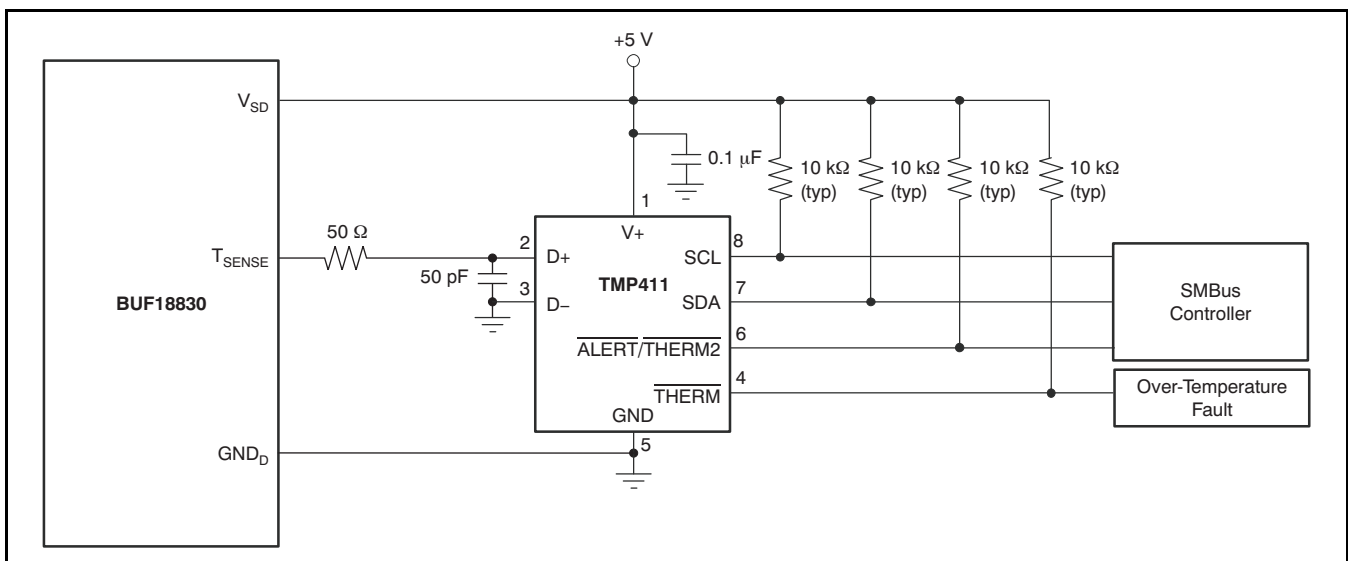 +5 V
V_SD
0.1 μF
10 kΩ
(typ)
10 kΩ
(typ)
10 kΩ
(typ)
10 kΩ
(typ)
1
V+
50 Ω
T_SENSE
2
D+
50 pF
3
D−
TMP411
8
SCL
7
SDA
6
ALERT/THERM2
4
THERM
GND
5
BUF18830
GND_D
SMBus
Controller
Over-Temperature
Fault